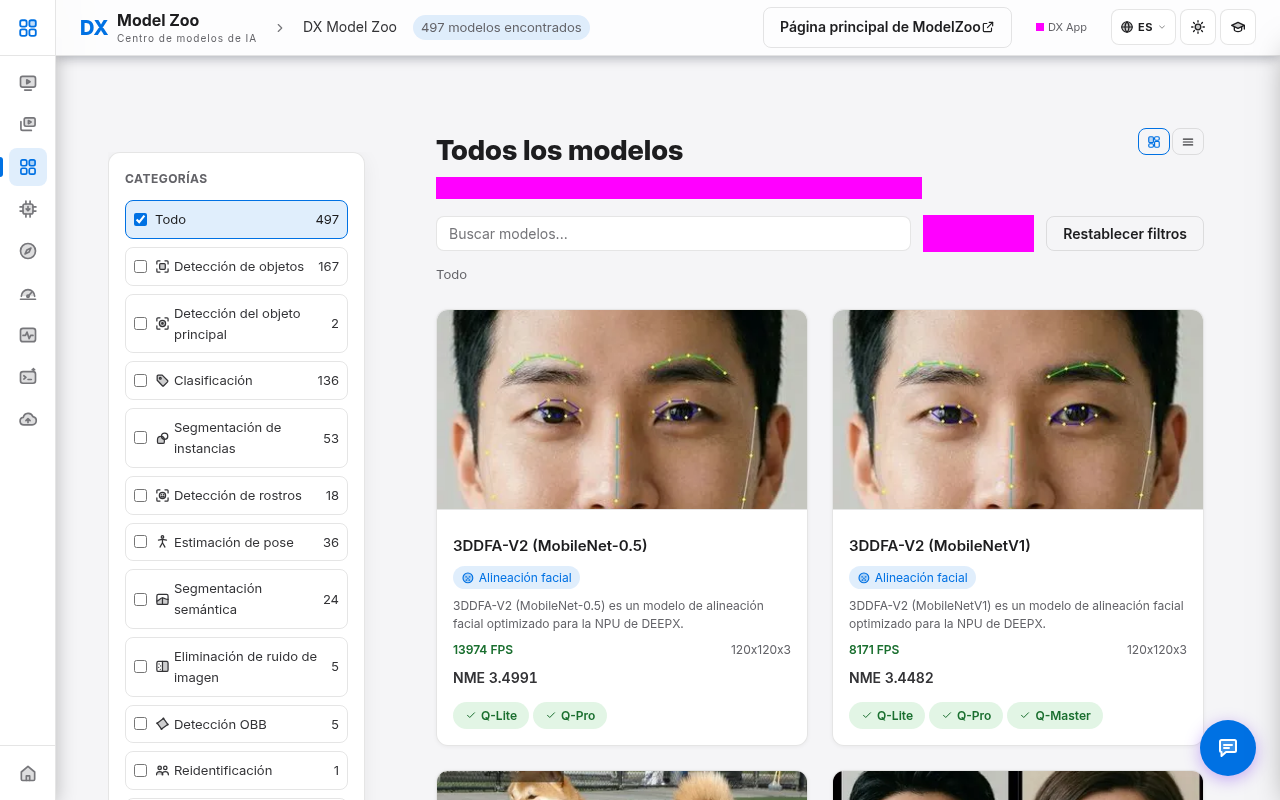 DX Model Zoo
Centro de modelos de IA
DX Model Zoo
497 modelos encontrados
Página principal de ModelZoo
DX App
ES
CATEGORÍAS
Todo 497
Detección de objetos 167
Detección del objeto
principal 2
Clasificación 136
Segmentación de
instancias 53
Detección de rostros 18
Estimación de pose 36
Segmentación
semántica 24
Eliminación de ruido de
imagen 5
Detección OBB 5
Reidentificación 1
Todos los modelos
Buscar modelos...
Restablecer filtros
Todo
3DDFA-V2 (MobileNet-0.5)
Alineación facial
3DDFA-V2 (MobileNet-0.5) es un modelo de alineación
facial optimizado para la NPU de DEEPX.
13974 FPS 120x120x3
NME 3.4991
Q-Lite Q-Pro
3DDFA-V2 (MobileNetV1)
Alineación facial
3DDFA-V2 (MobileNetV1) es un modelo de alineación facial
optimizado para la NPU de DEEPX.
8171 FPS 120x120x3
NME 3.4482
Q-Lite Q-Pro Q-Master